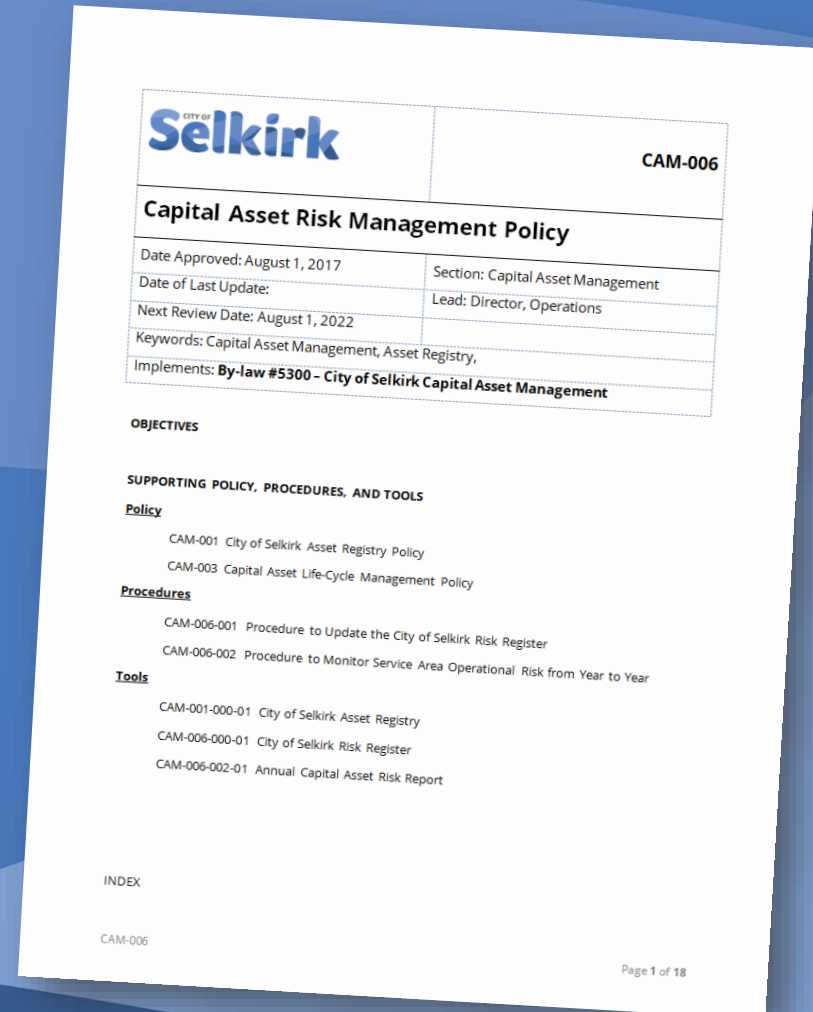 CITY OF
Selkirk
CAM-006
Capital Asset Risk Management Policy
Date Approved: August 1, 2017
Section: Capital Asset Management
Date of Last Update:
Lead: Director, Operations
Next Review Date: August 1, 2022
Keywords: Capital Asset Management, Asset Registry,
Implements: By-law #5300 – City of Selkirk Capital Asset Management
OBJECTIVES
SUPPORTING POLICY, PROCEDURES, AND TOOLS
Policy
CAM-001 City of Selkirk Asset Registry Policy
CAM-003 Capital Asset Life-Cycle Management Policy
Procedures
CAM-006-001 Procedure to Update the City of Selkirk Risk Register
CAM-006-002 Procedure to Monitor Service Area Operational Risk from Year to Year
Tools
CAM-001-000-01 City of Selkirk Asset Registry
CAM-006-000-01 City of Selkirk Risk Register
CAM-006-002-01 Annual Capital Asset Risk Report
INDEX
CAM-006
Page 1 of 18